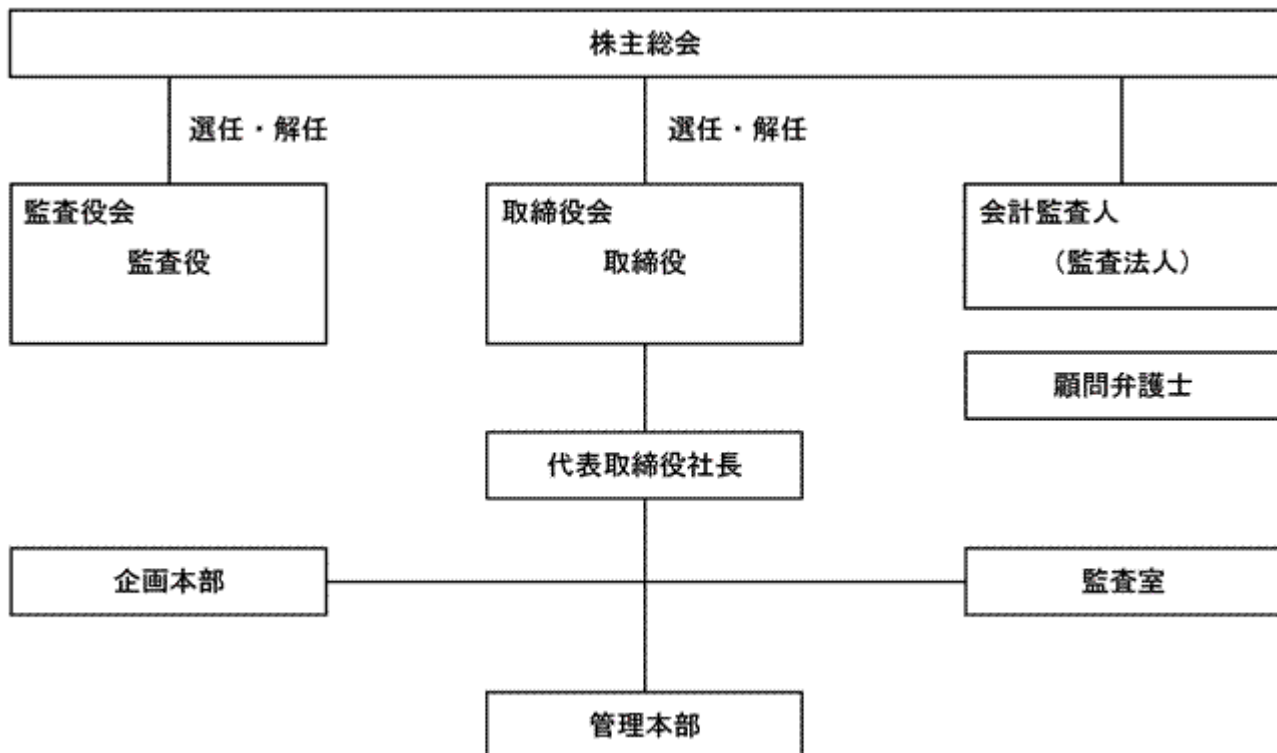 株主総会
選任・解任
選任・解任
監査役会
監査役
取締役会
取締役
会計監査人
（監査法人）
顧問弁護士
代表取締役社長
企画本部
監査室
管理本部